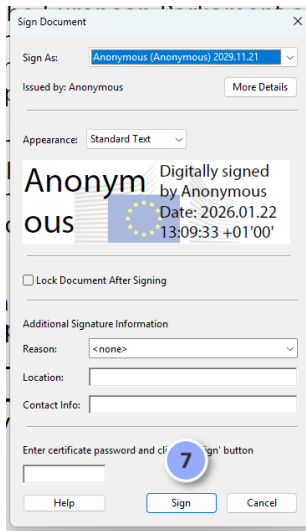 Sign Document
Sign As:
Anonymous (Anonymous) 2029.11.21
Issued by: Anonymous
More Details
Appearance:
Standard Text
Anonym
ous
Digitally signed
by Anonymous
Date: 2026.01.22
13:09:33 +01'00'
Lock Document After Signing
Additional Signature Information
Reason:
<none>
Location:
Contact Info:
Enter certificate password and cli ign' button
7
Help
Sign
Cancel